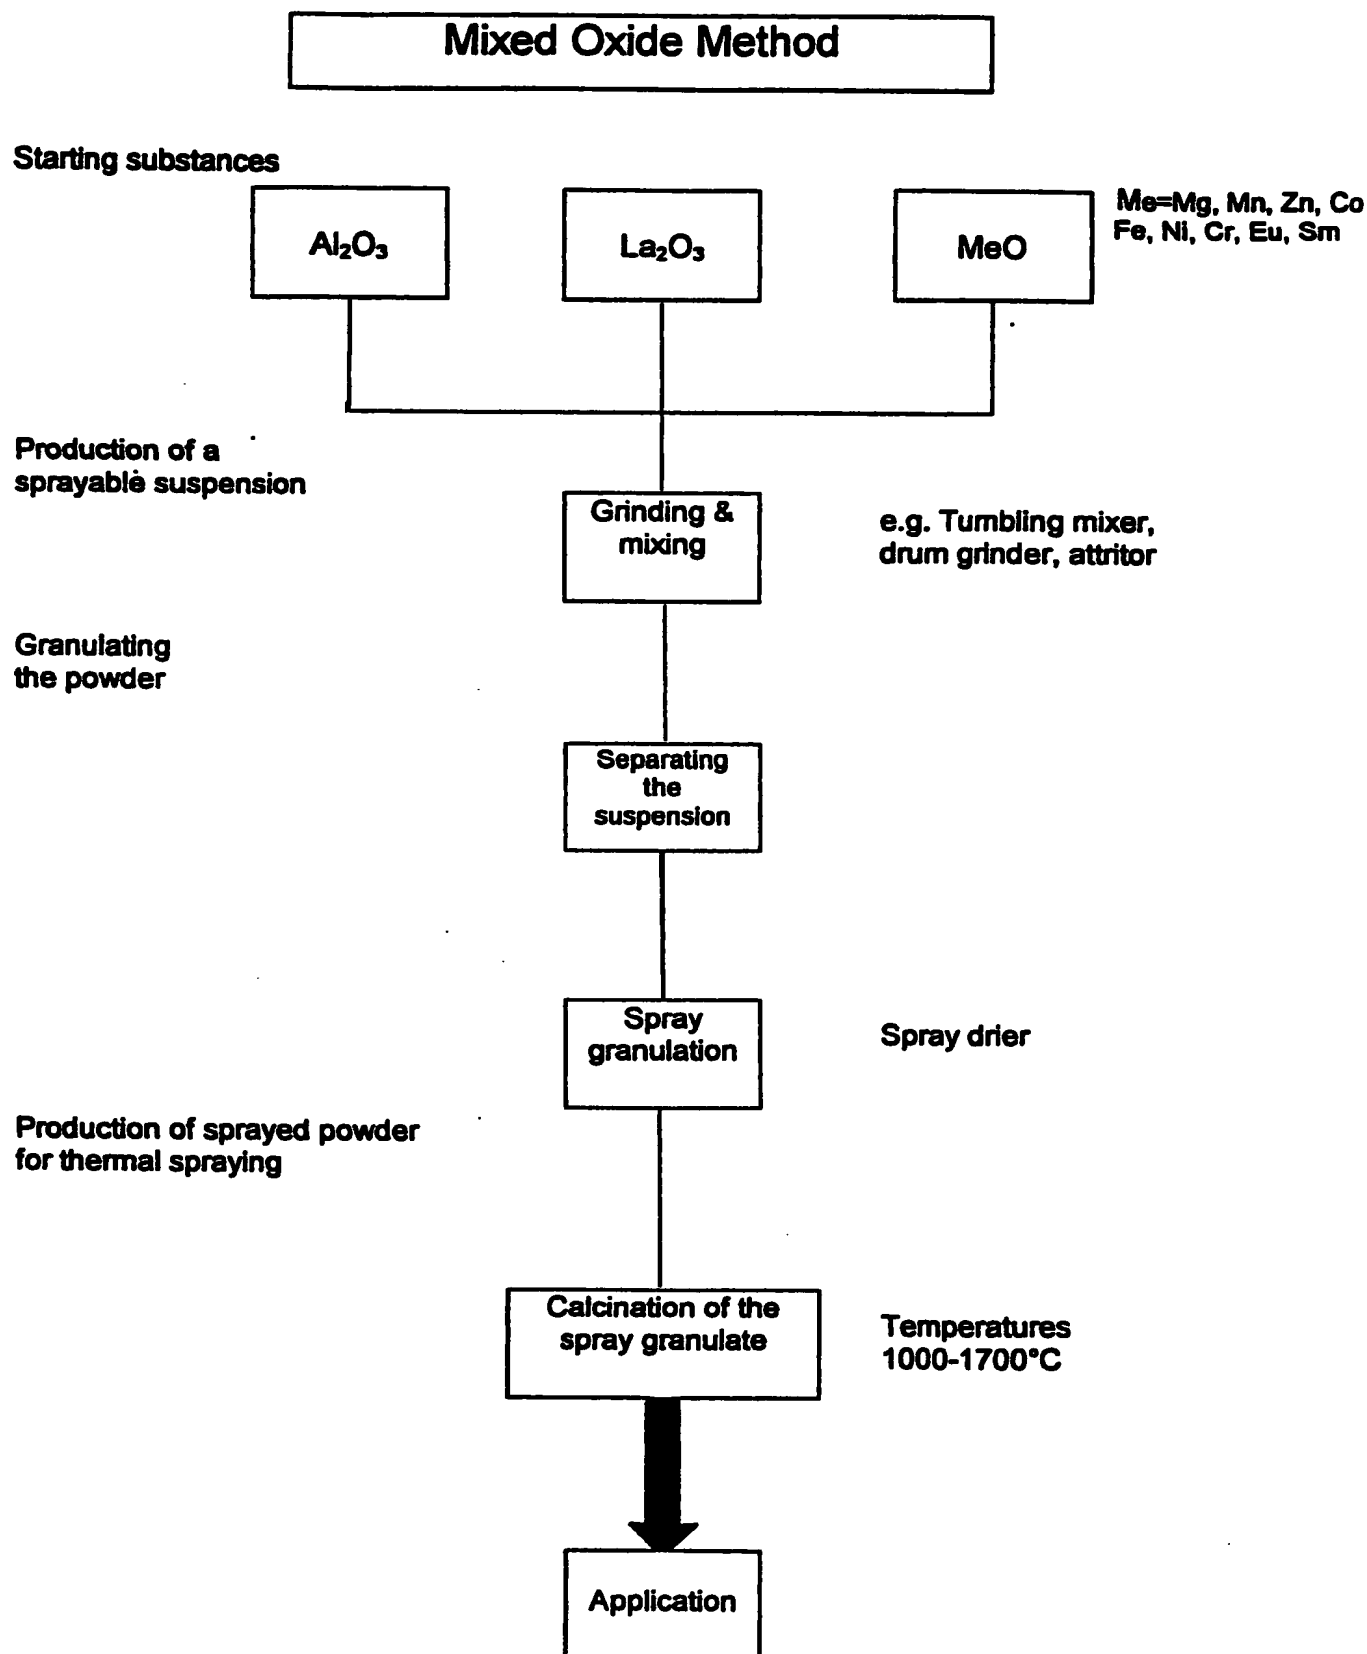 Mixed Oxide Method
Starting substances
Al₂O₃
La₂O₃
MeO
Me=Mg, Mn, Zn, Co
Fe, Ni, Cr, Eu, Sm
Production of a
sprayable suspension
Grinding &
mixing
e.g. Tumbling mixer,
drum grinder, attritor
Granulating
the powder
Separating
the
suspension
Spray
granulation
Spray drier
Production of sprayed powder
for thermal spraying
Calcination of the
spray granulate
Temperatures
1000-1700°C
Application